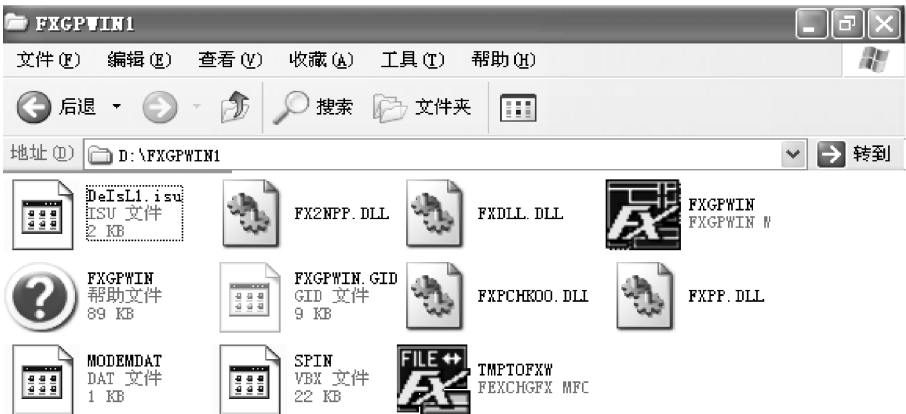 FXGPWIN1
文件(F) 编辑(E) 查看(V) 收藏(A) 工具(T) 帮助(H)
后退 搜索 文件夹
地址(D) D:\FXGPWIN1 转到
DeIsL1.isu
ISU 文件
2 KB
FX2NPP.DLL
FXDLL.DLL
FXGPWIN
FXGPWIN M
FXGPWIN
帮助文件
89 KB
FXGPWIN.GID
GID 文件
9 KB
FXPCHK00.DLL
FXPP.DLL
MODEMDAT
DAT 文件
1 KB
SPIN
VBX 文件
22 KB
FILE
FX
TMPTOFXW
FEXCHGFX MFC